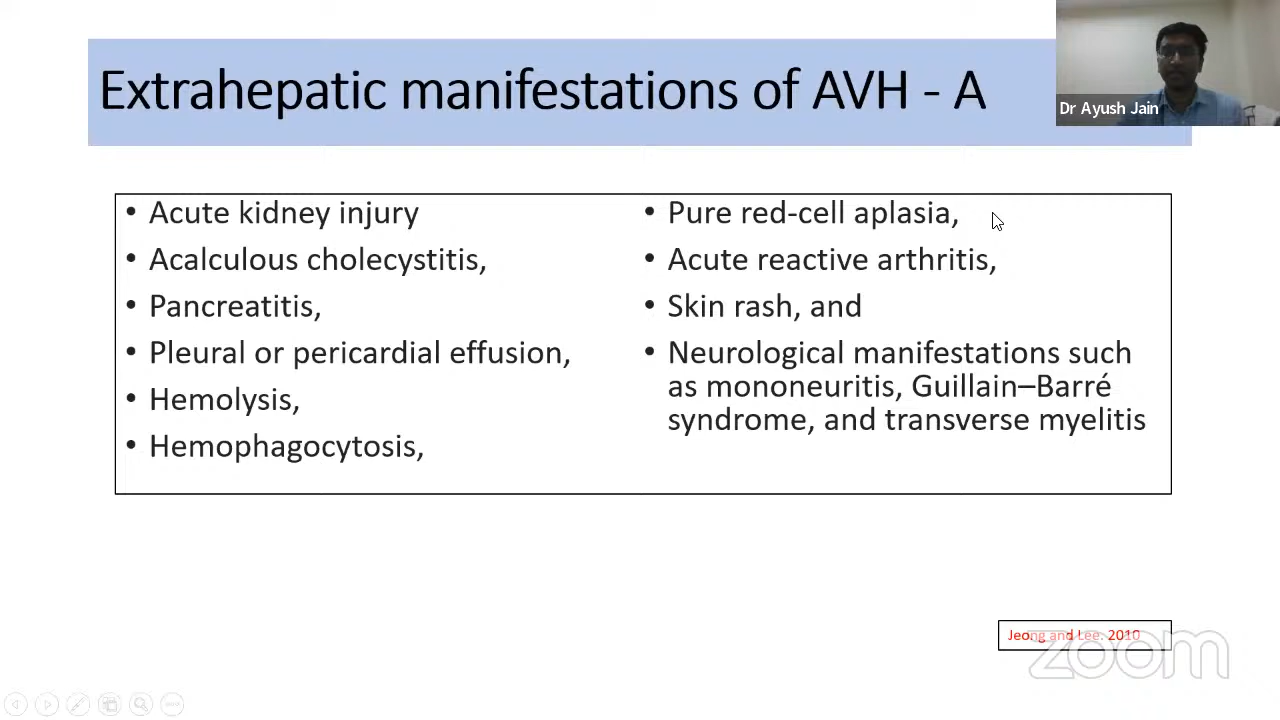 Extrahepatic manifestations of AVH - A
Dr Ayush Jain
• Acute kidney injury
• Acalculous cholecystitis,
• Pancreatitis,
• Pleural or pericardial effusion,
• Hemolysis,
• Hemophagocytosis,
• Pure red-cell aplasia,
• Acute reactive arthritis,
• Skin rash, and
• Neurological manifestations such
as mononeuritis, Guillain–Barré
syndrome, and transverse myelitis
Jeong and Lee. 2010
zoom